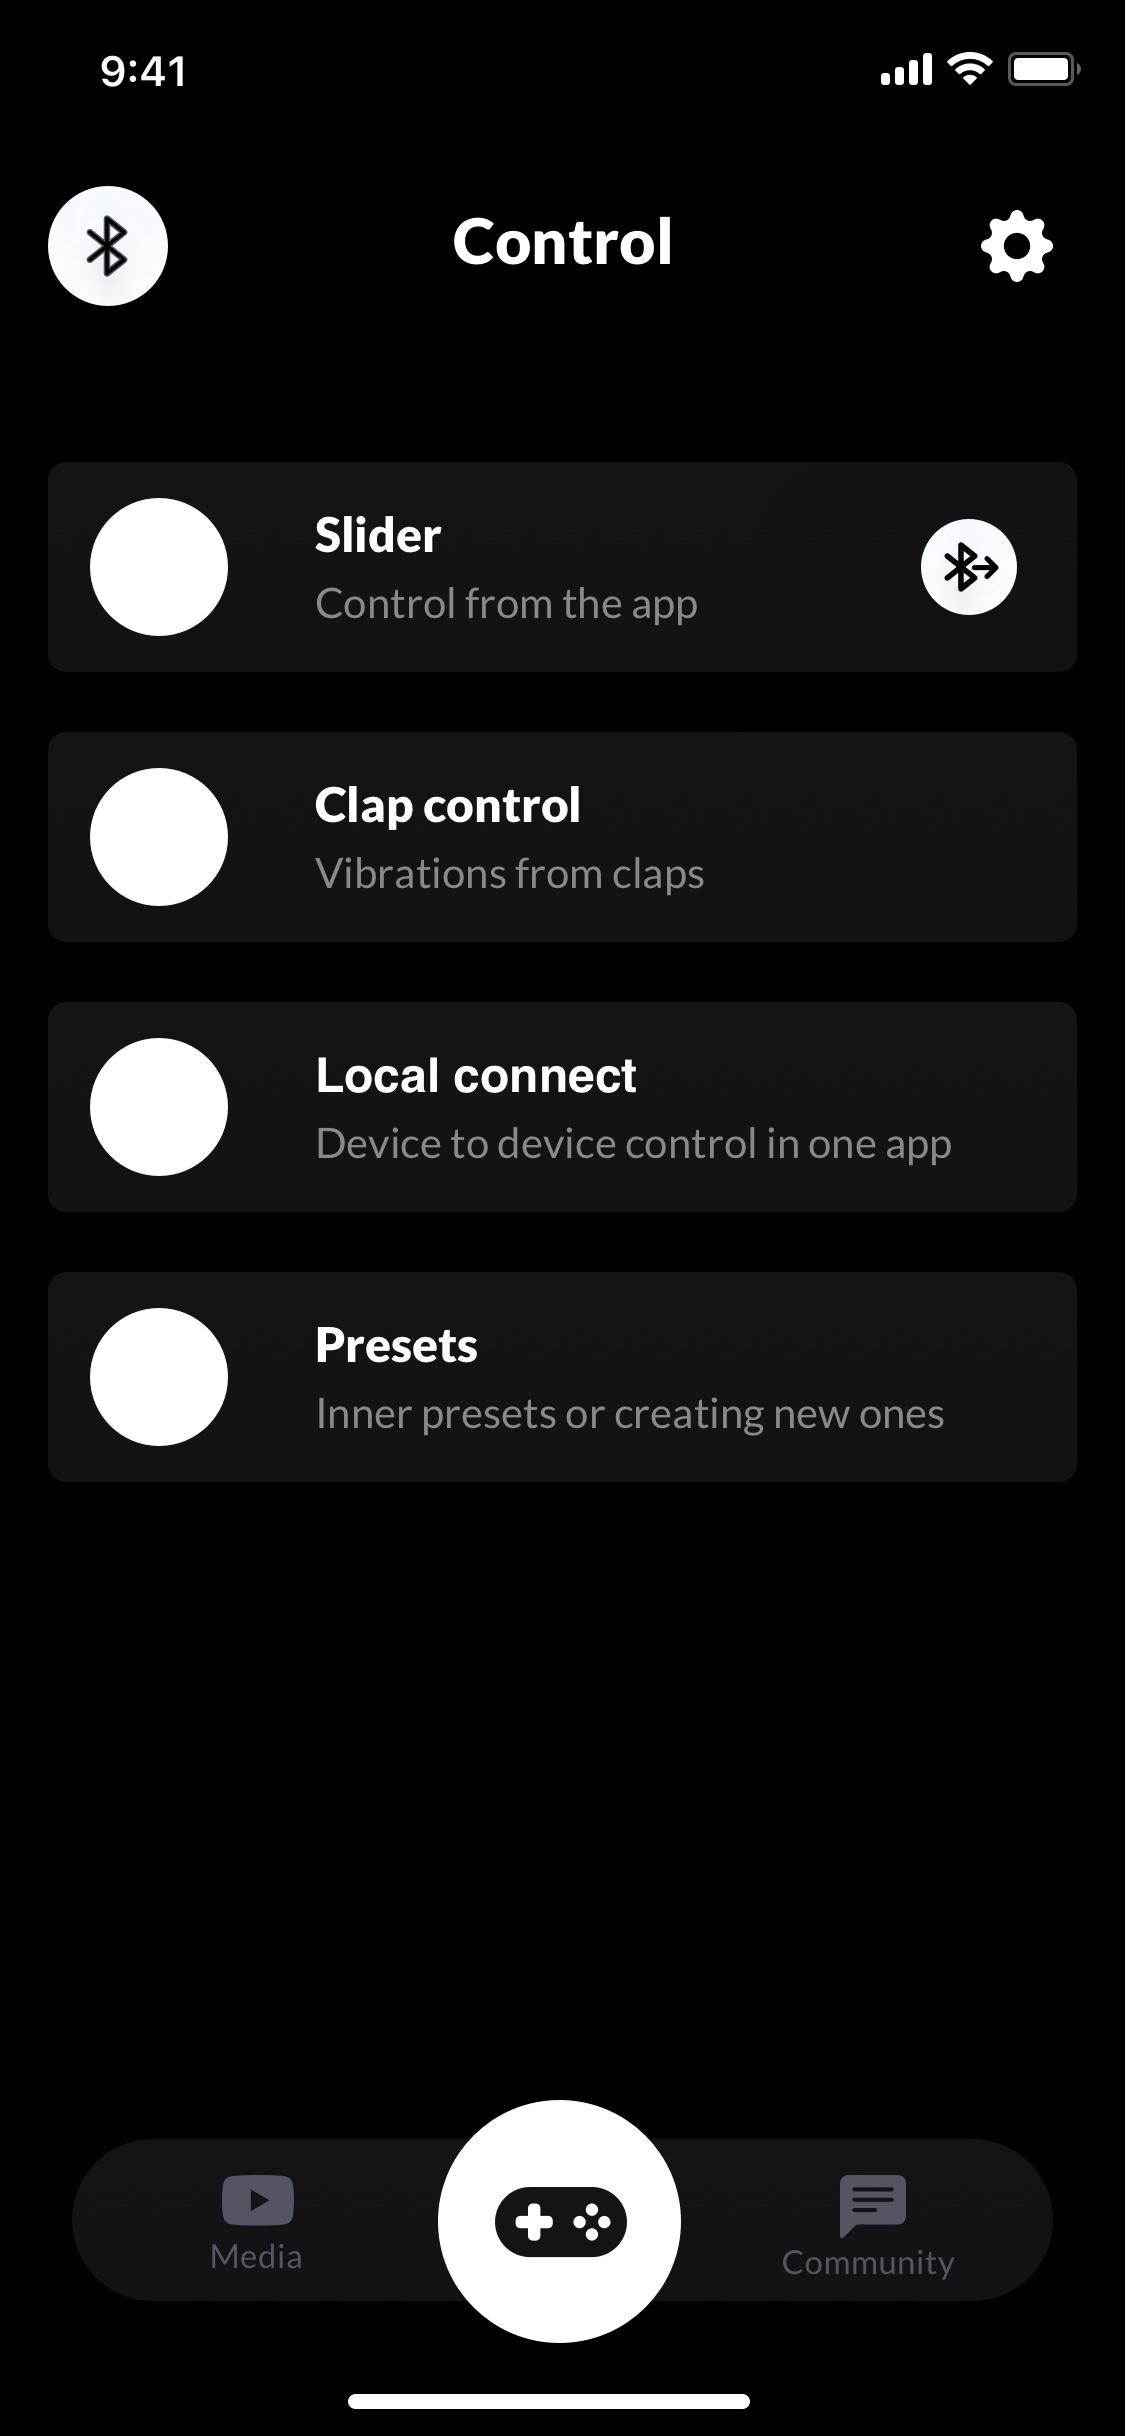 9:41
Control
Slider
Control from the app
Clap control
Vibrations from claps
Local connect
Device to device control in one app
Presets
Inner presets or creating new ones
Media
Community